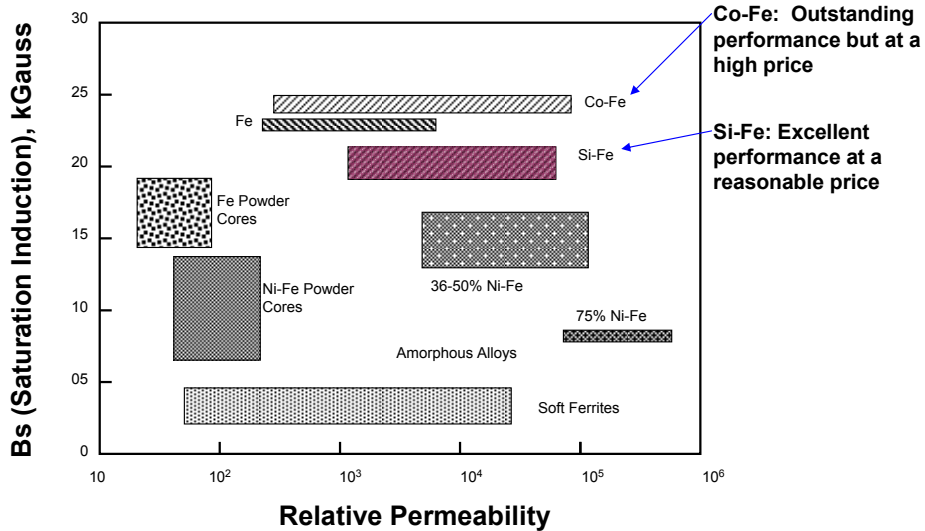 Bs (Saturation Induction), kGauss
30
25
20
15
10
05
0
Co-Fe: Outstanding
performance but at a
high price
Co-Fe
Fe
Si-Fe: Excellent
performance at a
reasonable price
Si-Fe
Fe Powder
Cores
36-50% Ni-Fe
Ni-Fe Powder
Cores
75% Ni-Fe
Amorphous Alloys
Soft Ferrites
10
10²
10³
10⁴
10⁵
10⁶
Relative Permeability